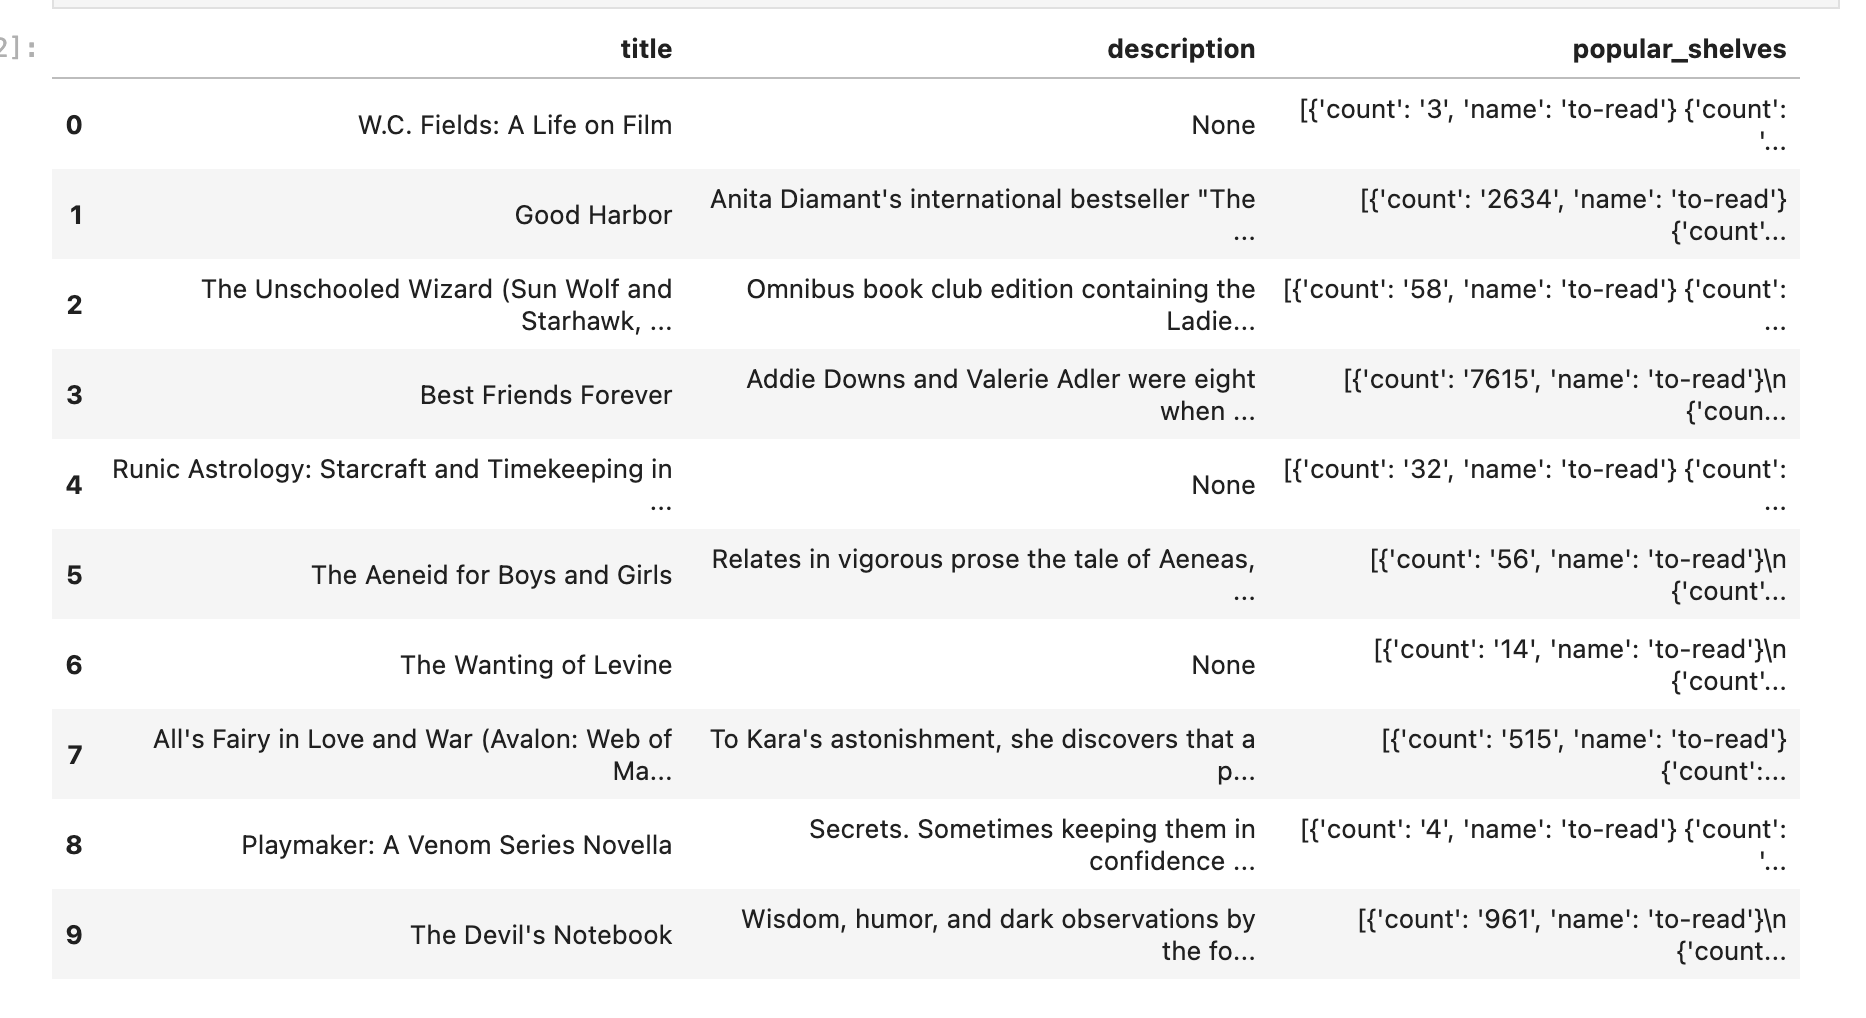 2]:
title description popular_shelves
0 W.C. Fields: A Life on Film None [{'count': '3', 'name': 'to-read'} {'count':
'...
1 Good Harbor Anita Diamant's international bestseller "The
... [{'count': '2634', 'name': 'to-read'}
{'count'...
2 The Unschooled Wizard (Sun Wolf and
Starhawk, ... Omnibus book club edition containing the
Ladie... [{'count': '58', 'name': 'to-read'} {'count':
...
3 Best Friends Forever Addie Downs and Valerie Adler were eight
when ... [{'count': '7615', 'name': 'to-read'}\n
{'coun...
4 Runic Astrology: Starcraft and Timekeeping in
... None [{'count': '32', 'name': 'to-read'} {'count':
...
5 The Aeneid for Boys and Girls Relates in vigorous prose the tale of Aeneas,
... [{'count': '56', 'name': 'to-read'}\n
{'count'...
6 The Wanting of Levine None [{'count': '14', 'name': 'to-read'}\n
{'count'...
7 All's Fairy in Love and War (Avalon: Web of
Ma... To Kara's astonishment, she discovers that a
p... [{'count': '515', 'name': 'to-read'}
{'count':...
8 Playmaker: A Venom Series Novella Secrets. Sometimes keeping them in
confidence ... [{'count': '4', 'name': 'to-read'} {'count':
'...
9 The Devil's Notebook Wisdom, humor, and dark observations by
the fo... [{'count': '961', 'name': 'to-read'}\n
{'count...